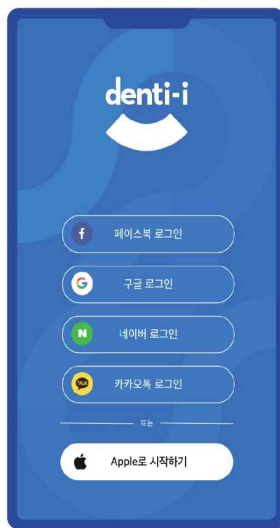 denti-i
f 페이스북 로그인
G 구글 로그인
N 네이버 로그인
TALK 카카오톡 로그인
또는
Apple로 시작하기